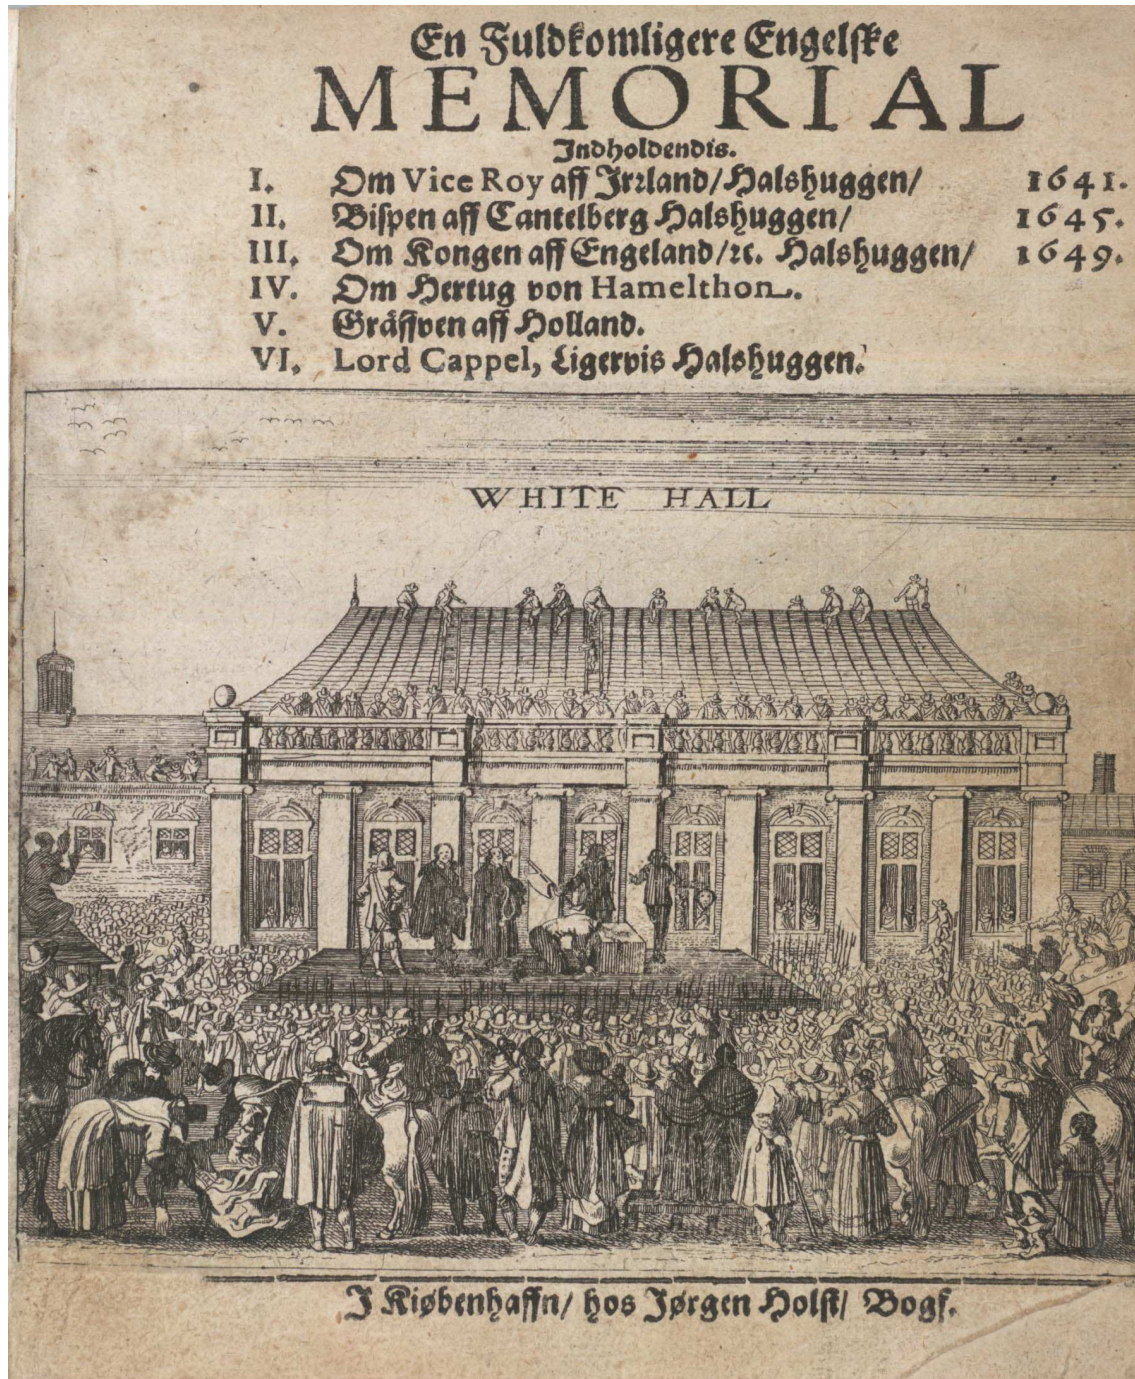 En Fuldkomligere Engelske
MEMORIAL
Indholdendis.
I. Om Vice Roy aff Irrland/Halshuggen/ 1641.
II. Bispen aff Cantelberg Halshuggen/ 1645.
III. Om Kongen aff Engeland/ꝛc. Halshuggen/ 1649.
IV. Om Hertug von Hamelthon.
V. Gräffven aff Holland.
VI. Lord Cappel, Ligervis Halshuggen.
WHITE HALL
J Kiøbenhaffn/ hos Jørgen Holst/ Bogf.